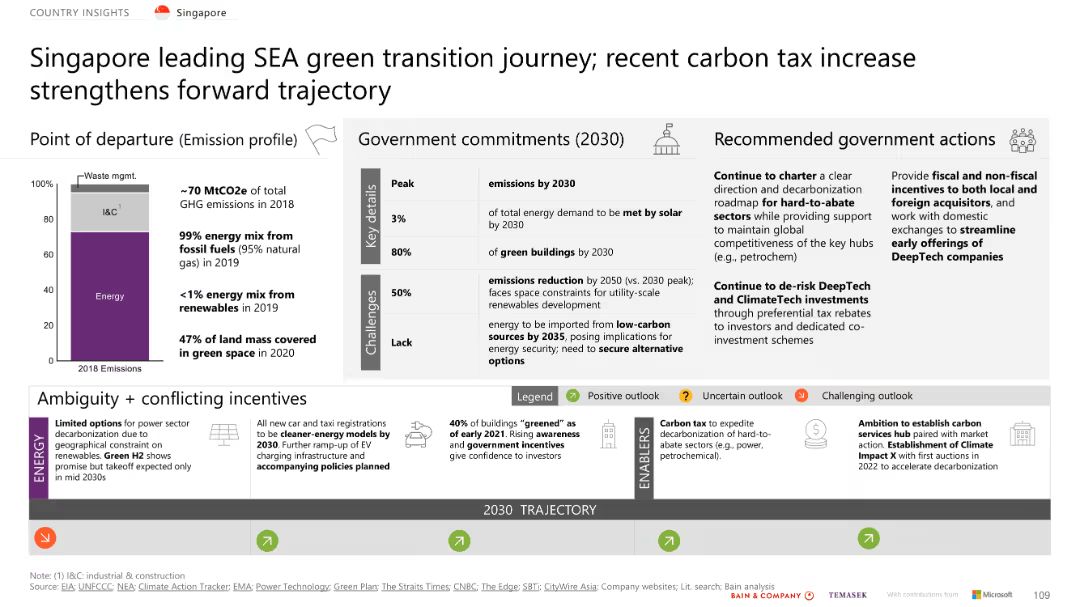 COUNTRY INSIGHTS
Singapore
Singapore leading SEA green transition journey; recent carbon tax increase
strengthens forward trajectory
Point of departure (Emission profile)
100%
80
60
40
20
0
Waste mgmt.
I&C 1
Energy
2018 Emissions
~70 MtCO2e of total
GHG emissions in 2018
99% energy mix from
fossil fuels (95% natural
gas) in 2019
<1% energy mix from
renewables in 2019
47% of land mass covered
in green space in 2020
Government commitments (2030)
Key details
Peak
emissions by 2030
3%
of total energy demand to be met by solar
by 2030
80%
of green buildings by 2030
Challenges
50%
emissions reduction by 2050 (vs. 2030 peak);
faces space constraints for utility-scale
renewables development
Lack
energy to be imported from low-carbon
sources by 2035, posing implications for
energy security; need to secure alternative
options
Recommended government actions
Continue to charter a clear
direction and decarbonization
roadmap for hard-to-abate
sectors while providing support
to maintain global
competitiveness of the key hubs
(e.g., petrochem)
Continue to de-risk DeepTech
and ClimateTech investments
through preferential tax rebates
to investors and dedicated co-
investment schemes
Provide fiscal and non-fiscal
incentives to both local and
foreign acquisitors, and
work with domestic
exchanges to streamline
early offerings of
DeepTech companies
Ambiguity + conflicting incentives
Legend
Positive outlook
?
Uncertain outlook
Challenging outlook
ENERGY
Limited options for power sector
decarbonization due to
geographical constraint on
renewables. Green H2 shows
promise but takeoff expected only
in mid 2030s
All new car and taxi registrations
to be cleaner-energy models by
2030. Further ramp-up of EV
charging infrastructure and
accompanying policies planned
40% of buildings "greened" as
of early 2021. Rising awareness
and government incentives
give confidence to investors
ENABLERS
Carbon tax to expedite
decarbonization of hard-to-
abate sectors (e.g., power,
petrochemical).
Ambition to establish carbon
services hub paired with market
action. Establishment of Climate
Impact X with first auctions in
2022 to accelerate decarbonization
2030 TRAJECTORY
Note: (1) I&C: industrial & construction
Source: EIA; UNFCCC; NEA; Climate Action Tracker; EMA; Power Technology; Green Plan; The Straits Times; CNBC; The Edge; SBTi; CityWire Asia; Company websites; Lit. search; Bain analysis
BAIN & COMPANY
TEMASEK
With contributions from
Microsoft
109